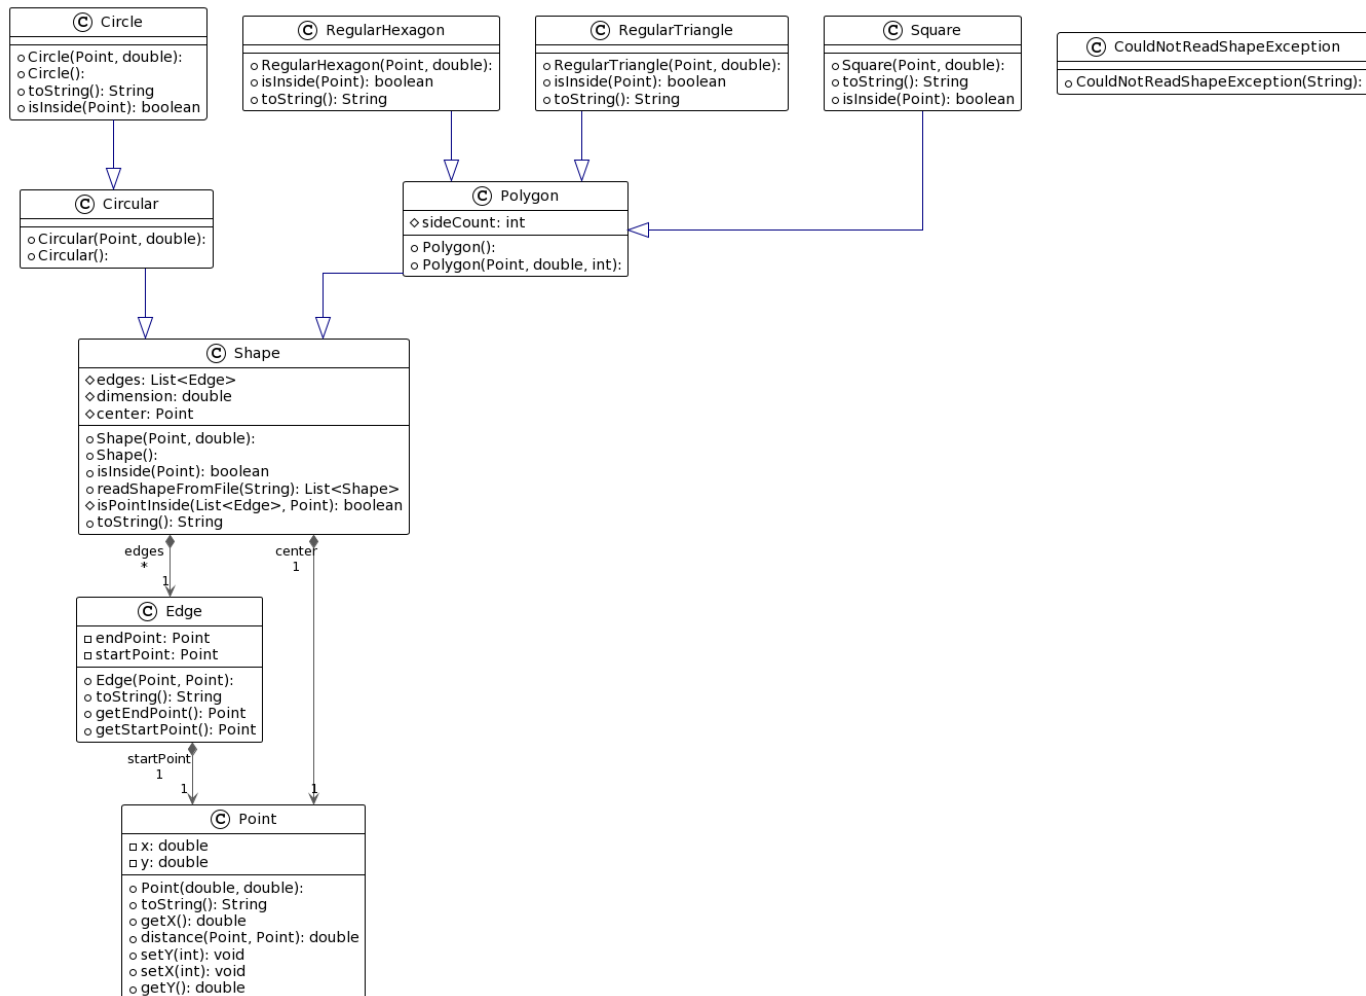 C Circle
Circle(Point, double):
Circle():
toString(): String
isInside(Point): boolean
C RegularHexagon
RegularHexagon(Point, double):
isInside(Point): boolean
toString(): String
C RegularTriangle
RegularTriangle(Point, double):
isInside(Point): boolean
toString(): String
C Square
Square(Point, double):
toString(): String
isInside(Point): boolean
C CouldNotReadShapeException
CouldNotReadShapeException(String):
C Circular
Circular(Point, double):
Circular():
C Polygon
sideCount: int
Polygon():
Polygon(Point, double, int):
C Shape
edges: List<Edge>
dimension: double
center: Point
Shape(Point, double):
Shape():
isInside(Point): boolean
readShapeFromFile(String): List<Shape>
isPointInside(List<Edge>, Point): boolean
toString(): String
edges
*
1
center
1
1
C Edge
endPoint: Point
startPoint: Point
Edge(Point, Point):
toString(): String
getEndPoint(): Point
getStartPoint(): Point
startPoint
1
1
C Point
x: double
y: double
Point(double, double):
toString(): String
getX(): double
distance(Point, Point): double
setY(int): void
setX(int): void
getY(): double